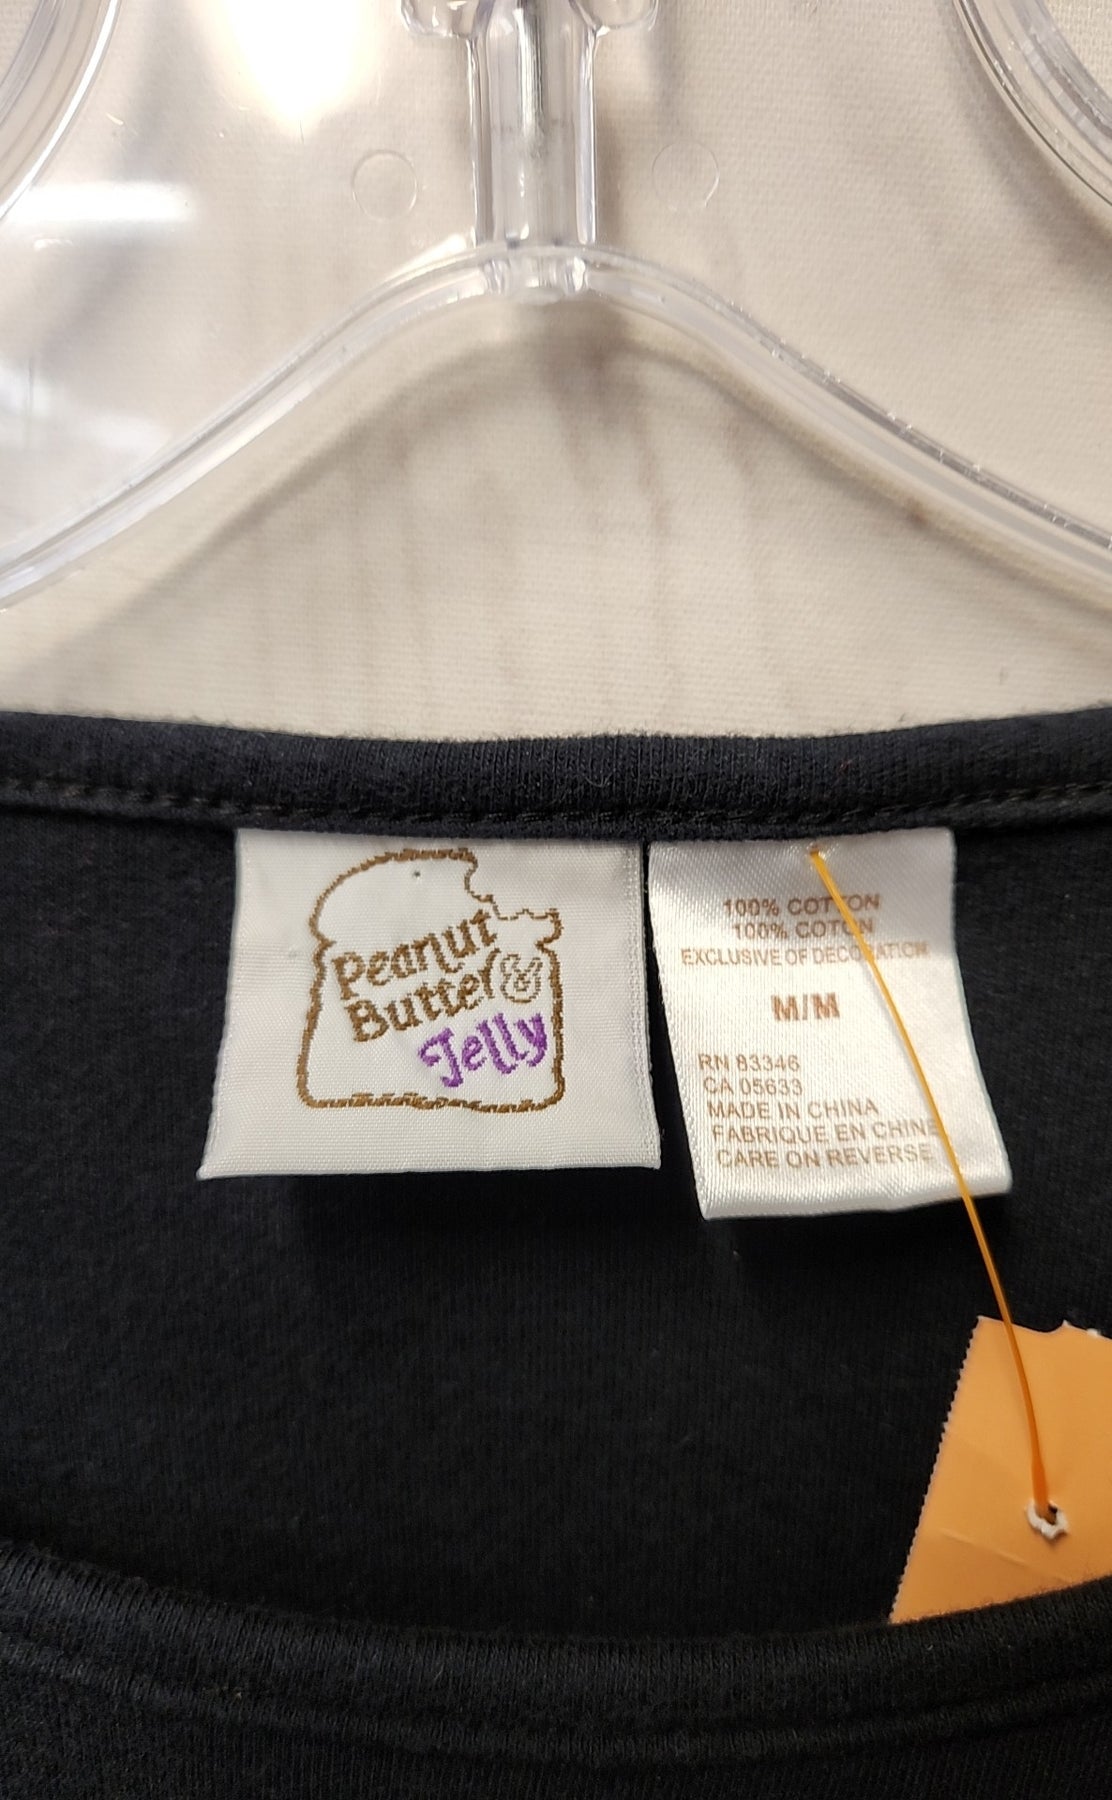 Peanut
Butter &
Jelly
100% COTTON
100% COTON
EXCLUSIVE OF DECORATION
M/M
RN 83346
CA 05633
MADE IN CHINA
FABRIQUE EN CHINE
CARE ON REVERSE